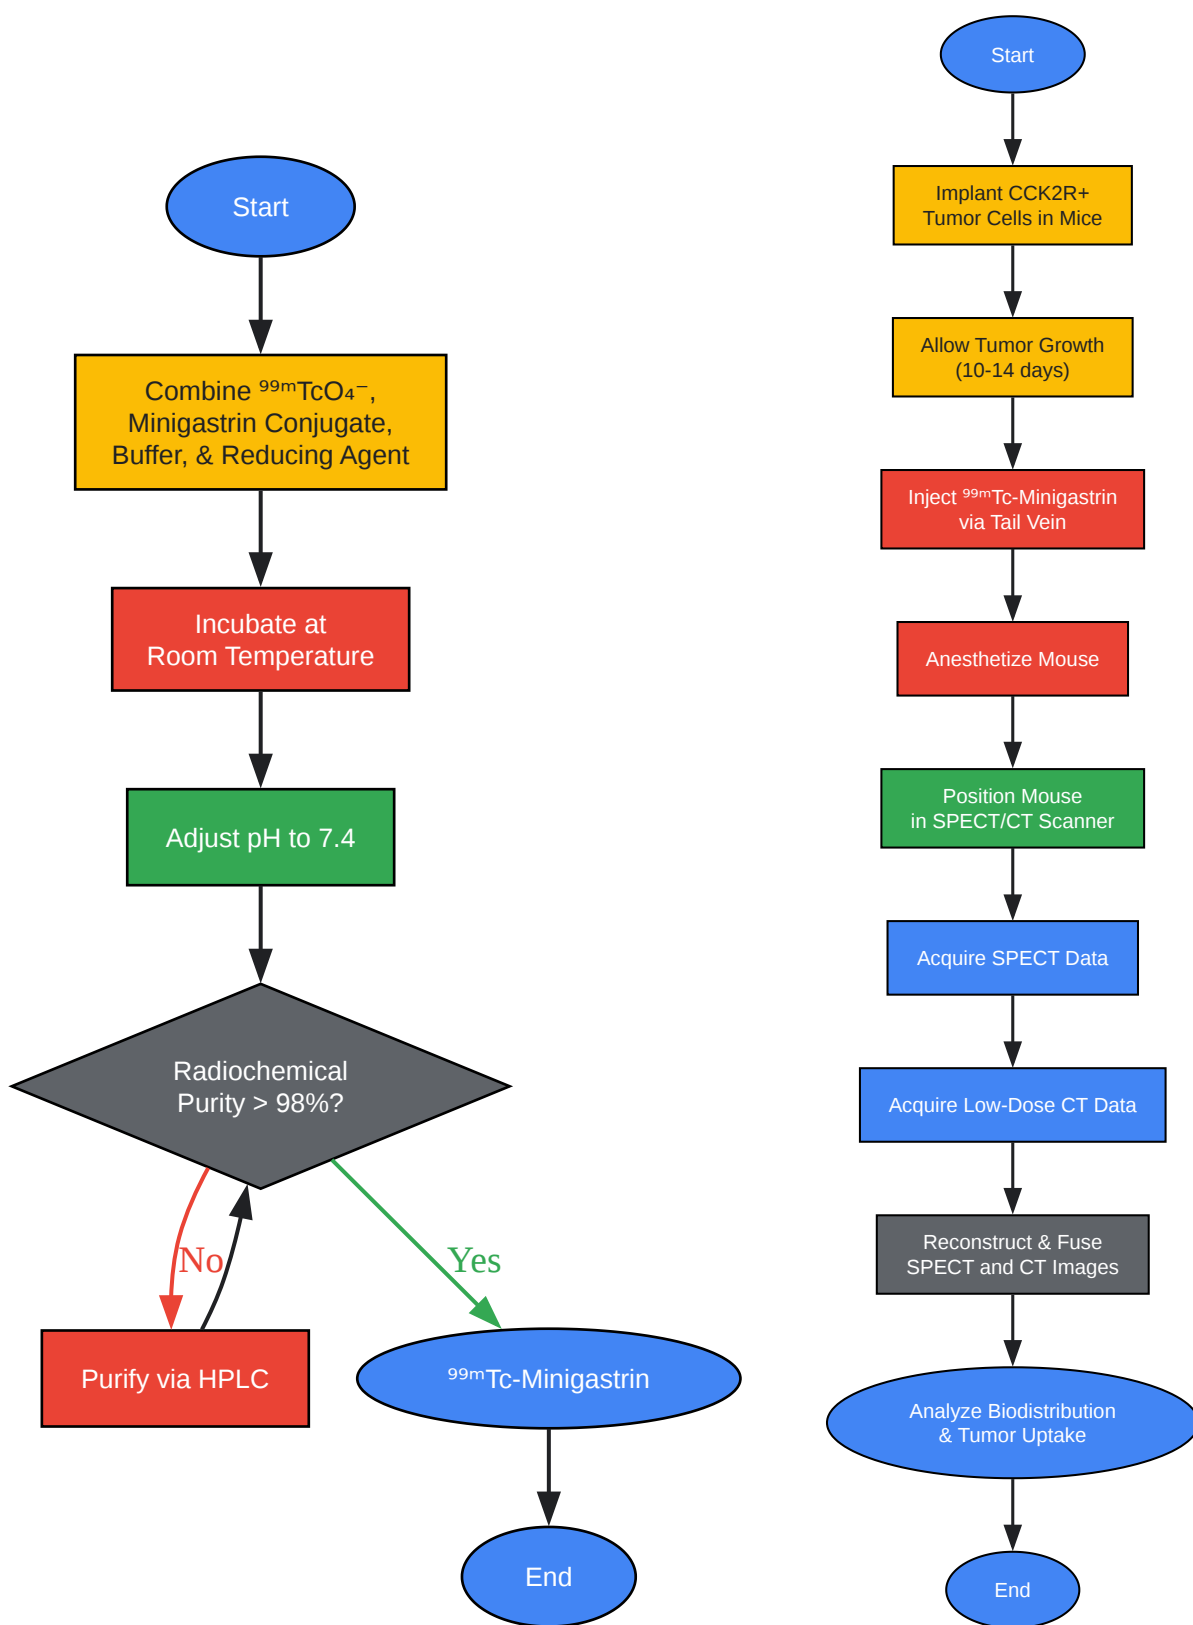 Start
Combine ⁹⁹ᵐTcO₄⁻,
Minigastrin Conjugate,
Buffer, & Reducing Agent
Incubate at
Room Temperature
Adjust pH to 7.4
Radiochemical
Purity > 98%?
No
Yes
Purify via HPLC
⁹⁹ᵐTc-Minigastrin
End
Start
Implant CCK2R+
Tumor Cells in Mice
Allow Tumor Growth
(10-14 days)
Inject ⁹⁹ᵐTc-Minigastrin
via Tail Vein
Anesthetize Mouse
Position Mouse
in SPECT/CT Scanner
Acquire SPECT Data
Acquire Low-Dose CT Data
Reconstruct & Fuse
SPECT and CT Images
Analyze Biodistribution
& Tumor Uptake
End